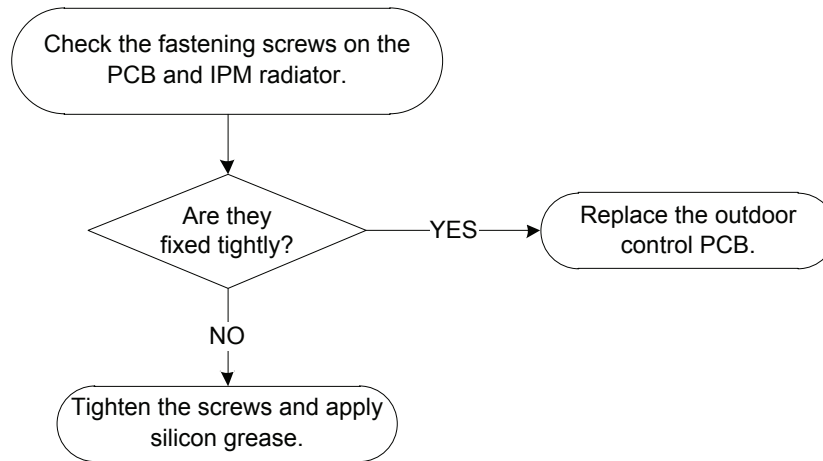 Check the fastening screws on the
PCB and IPM radiator.
Are they
fixed tightly?
YES
Replace the outdoor
control PCB.
NO
Tighten the screws and apply
silicon grease.